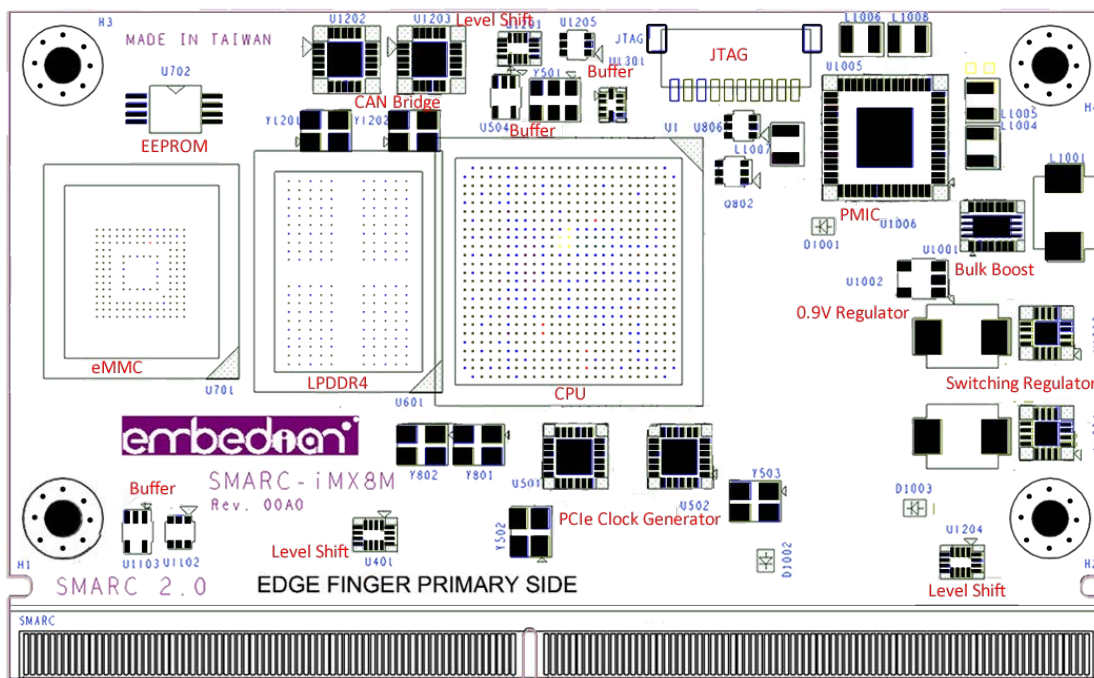 H3
MADE IN TAIWAN
U702
EEPROM
U1202
U1203
CAN Bridge
Level Shift
U1201
U1205
Y501
Buffer
U1301
U504
Buffer
JTAG
JTAG
L1006
L1008
U1005
H4
L1005
L1004
L1001
Y1201
Y1202
U1
U806
L1007
Q802
PMIC
U1006
D1001
U1001
Bulk Boost
U1002
0.9V Regulator
Switching Regulator
eMMC
U701
LPDDR4
U601
CPU
embedian
SMARC-iMX8M
Rev. 00A0
Y802
Y801
U501
U502
Y503
PCIe Clock Generator
Y502
D1002
D1003
U1204
Level Shift
Buffer
U1103
U1102
Level Shift
U401
H1
H2
SMARC 2.0
EDGE FINGER PRIMARY SIDE
SMARC